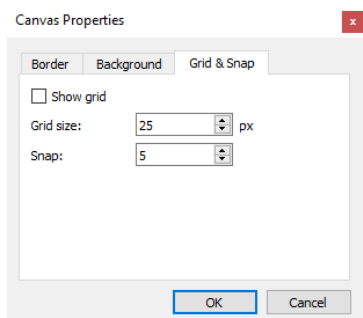 Canvas Properties
x
Border Background Grid & Snap
Show grid
Grid size: 25 px
Snap: 5
OK Cancel